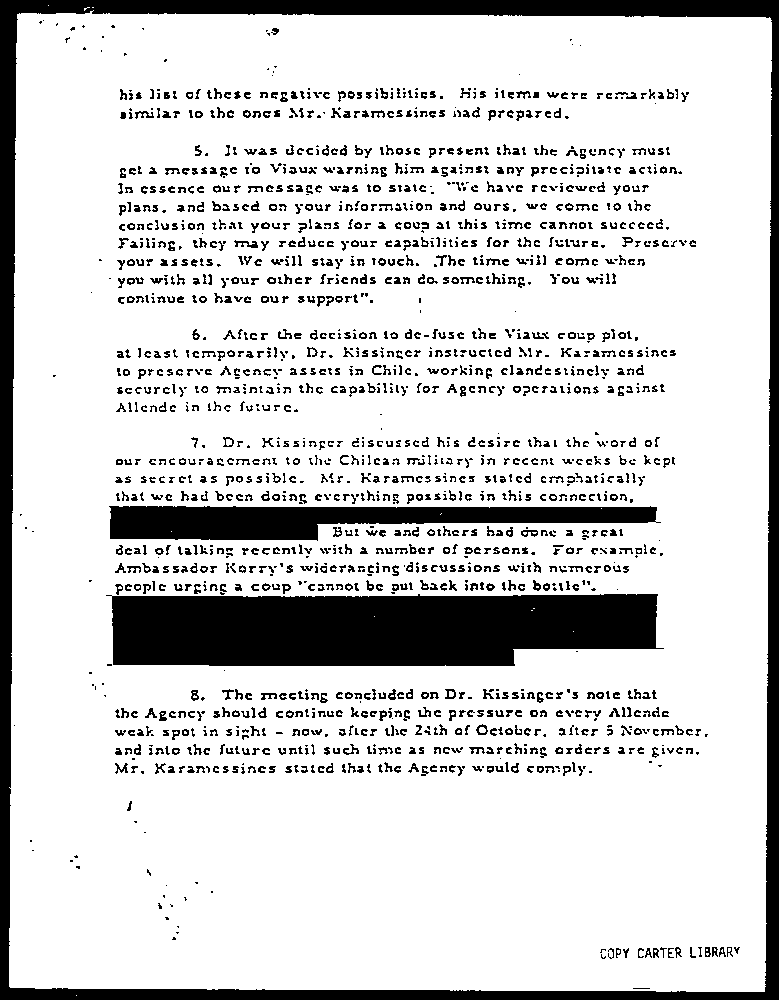 his list of these negative possibilities. His items were remarkably
similar to the ones Mr. Karamessines had prepared.
5. It was decided by those present that the Agency must
get a message to Viaux warning him against any precipitate action.
In essence our message was to state: "We have reviewed your
plans, and based on your information and ours, we come to the
conclusion that your plans for a coup at this time cannot succeed.
Failing, they may reduce your capabilities for the future. Preserve
your assets. We will stay in touch. The time will come when
you with all your other friends can do something. You will
continue to have our support".
6. After the decision to de-fuse the Viaux coup plot,
at least temporarily, Dr. Kissinger instructed Mr. Karamessines
to preserve Agency assets in Chile, working clandestinely and
securely to maintain the capability for Agency operations against
Allende in the future.
7. Dr. Kissinger discussed his desire that the word of
our encouragement to the Chilean military in recent weeks be kept
as secret as possible. Mr. Karamessines stated emphatically
that we had been doing everything possible in this connection,
But we and others had done a great
deal of talking recently with a number of persons. For example,
Ambassador Korry's wideranging discussions with numerous
people urging a coup "cannot be put back into the bottle".
8. The meeting concluded on Dr. Kissinger's note that
the Agency should continue keeping the pressure on every Allende
weak spot in sight - now, after the 24th of October, after 5 November,
and into the future until such time as new marching orders are given.
Mr. Karamessines stated that the Agency would comply.
COPY CARTER LIBRARY